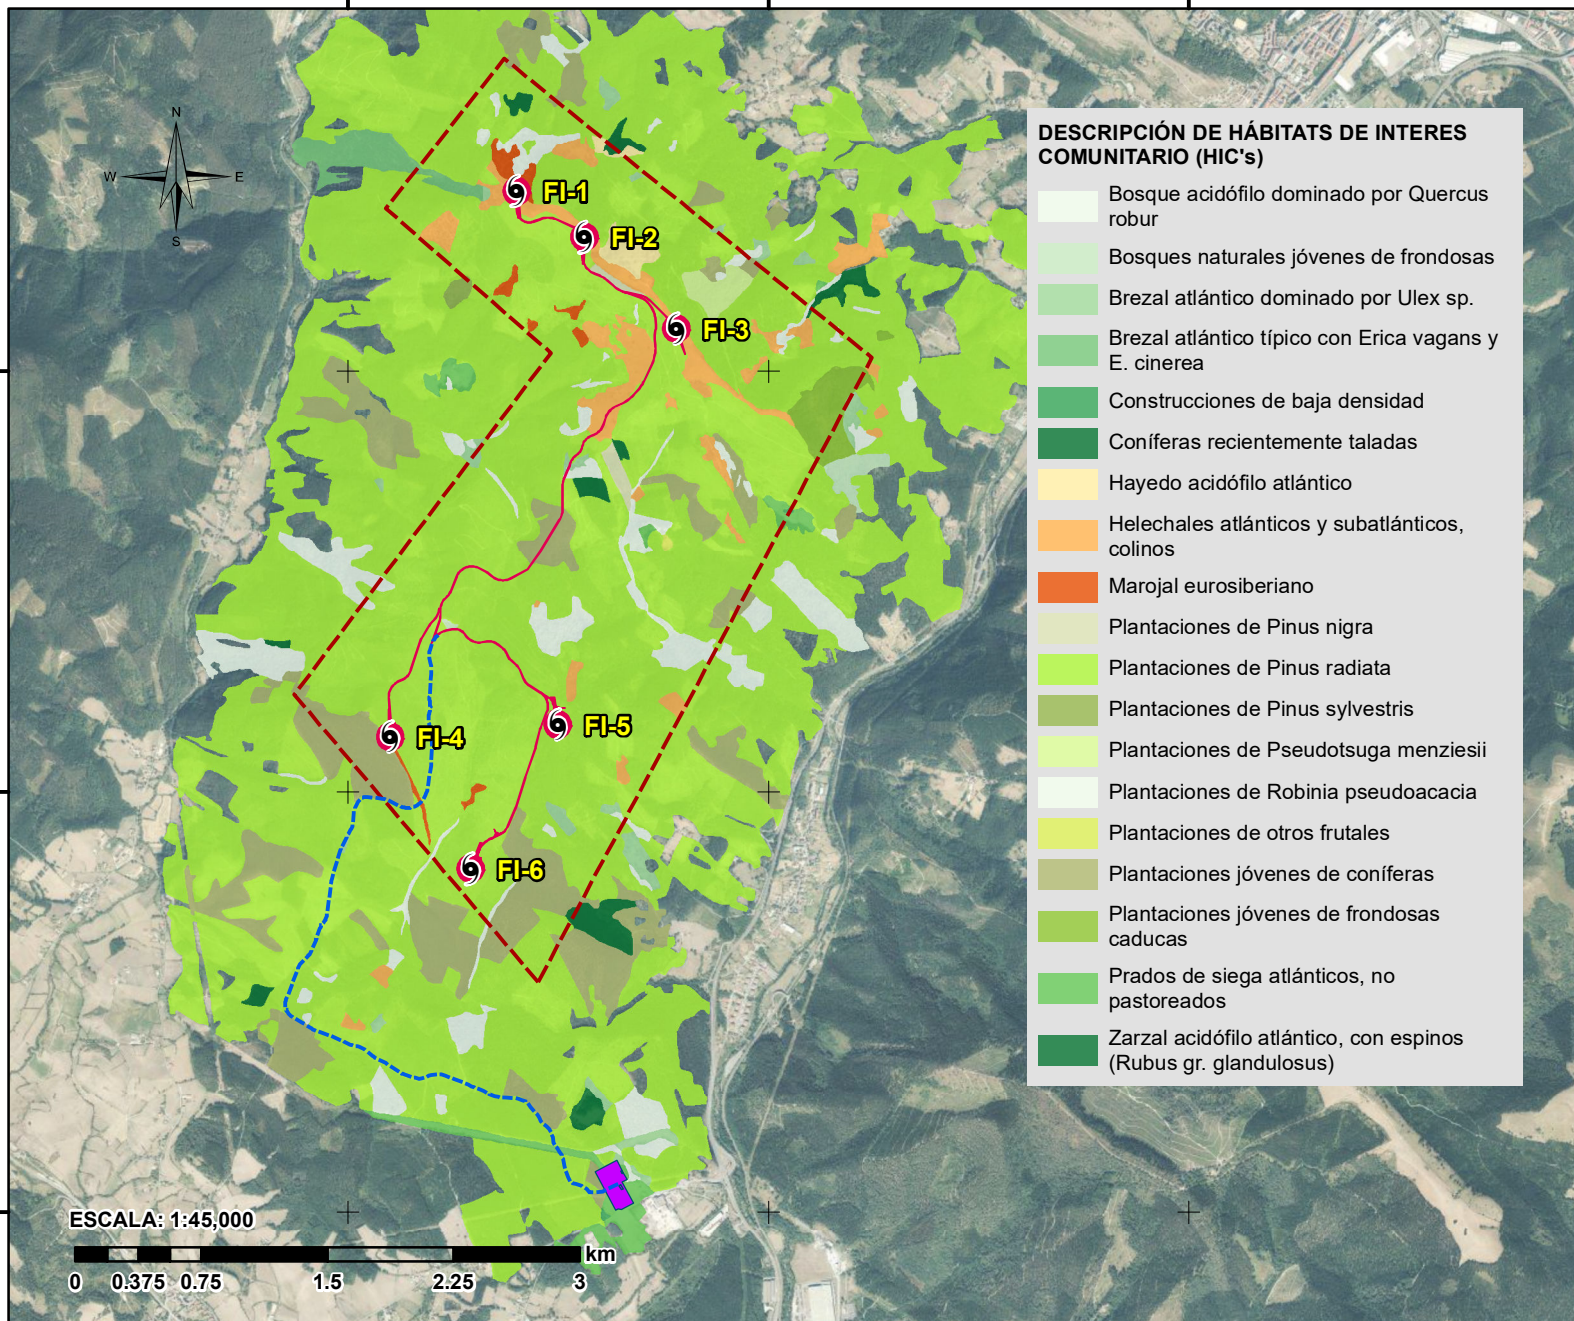 N
W
E
S
FI-1
FI-2
FI-3
FI-4
FI-5
FI-6
DESCRIPCIÓN DE HÁBITATS DE INTERES
COMUNITARIO (HIC's)
Bosque acidófilo dominado por Quercus
robur
Bosques naturales jóvenes de frondosas
Brezal atlántico dominado por Ulex sp.
Brezal atlántico típico con Erica vagans y
E. cinerea
Construcciones de baja densidad
Coníferas recientemente taladas
Hayedo acidófilo atlántico
Helechales atlánticos y subatlánticos,
colinos
Marojal eurosiberiano
Plantaciones de Pinus nigra
Plantaciones de Pinus radiata
Plantaciones de Pinus sylvestris
Plantaciones de Pseudotsuga menziesii
Plantaciones de Robinia pseudoacacia
Plantaciones de otros frutales
Plantaciones jóvenes de coníferas
Plantaciones jóvenes de frondosas
caducas
Prados de siega atlánticos, no
pastoreados
Zarzal acidófilo atlántico, con espinos
(Rubus gr. glandulosus)
ESCALA: 1:45,000
km
0 0.375 0.75 1.5 2.25 3